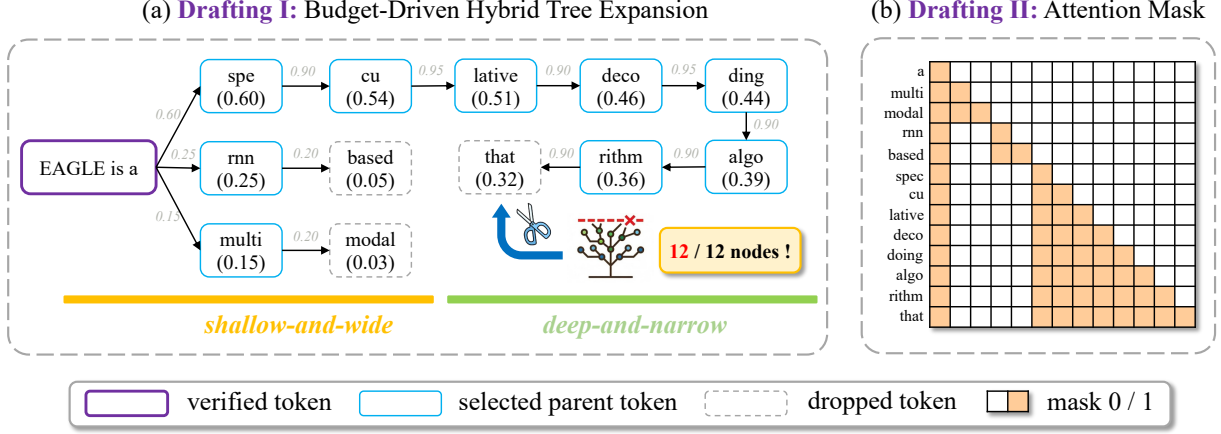 (a) Drafting I: Budget-Driven Hybrid Tree Expansion
EAGLE is a
0.60
0.25
0.15
spe
(0.60)
0.90
cu
(0.54)
0.95
lative
(0.51)
0.90
deco
(0.46)
0.95
ding
(0.44)
0.90
rnn
(0.25)
0.20
based
(0.05)
that
(0.32)
0.90
rithm
(0.36)
0.90
algo
(0.39)
multi
(0.15)
0.20
modal
(0.03)
12 / 12 nodes !
shallow-and-wide
deep-and-narrow
(b) Drafting II: Attention Mask
a
multi
modal
rnn
based
spec
cu
lative
deco
doing
algo
rithm
that
verified token
selected parent token
dropped token
mask 0 / 1